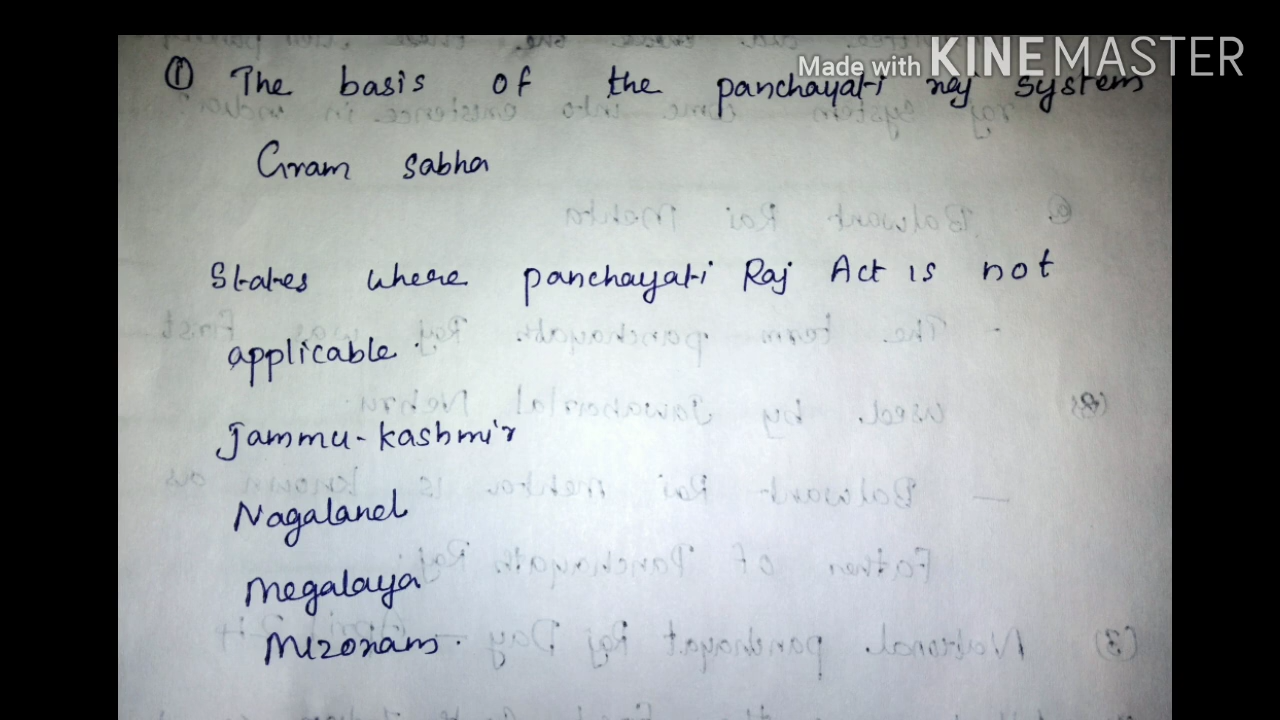 Made with KINEMASTER
① The basis of the panchayati raj system
Gram sabha
States where panchayati Raj Act is not
applicable.
Jammu-kashmir
Nagaland
Megalaya
Mizoram.